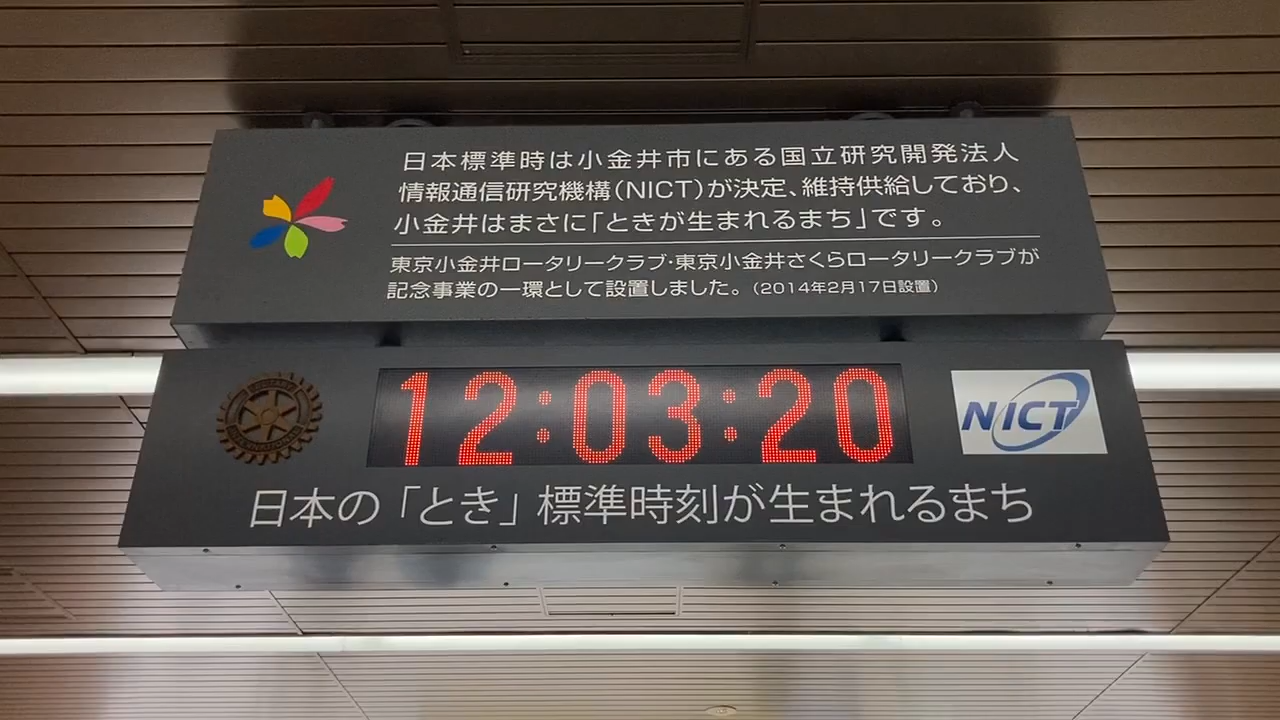 日本標準時は小金井市にある国立研究開発法人
情報通信研究機構(NICT)が決定、維持供給しており、
小金井はまさに「ときが生まれるまち」です。
東京小金井ロータリークラブ・東京小金井さくらロータリークラブが
記念事業の一環として設置しました。(2014年2月17日設置)
ROTARY
INTERNATIONAL
12:03:20
NICT
日本の「とき」標準時刻が生まれるまち